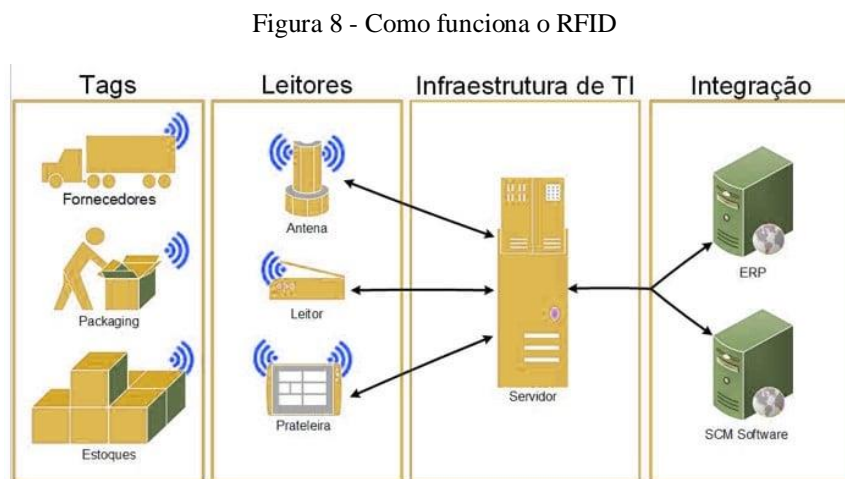 Figura 8 - Como funciona o RFID
Tags
Fornecedores
Packaging
Estoques
Leitores
Antena
Leitor
Prateleira
Infraestrutura de TI
Servidor
Integração
ERP
SCM Software